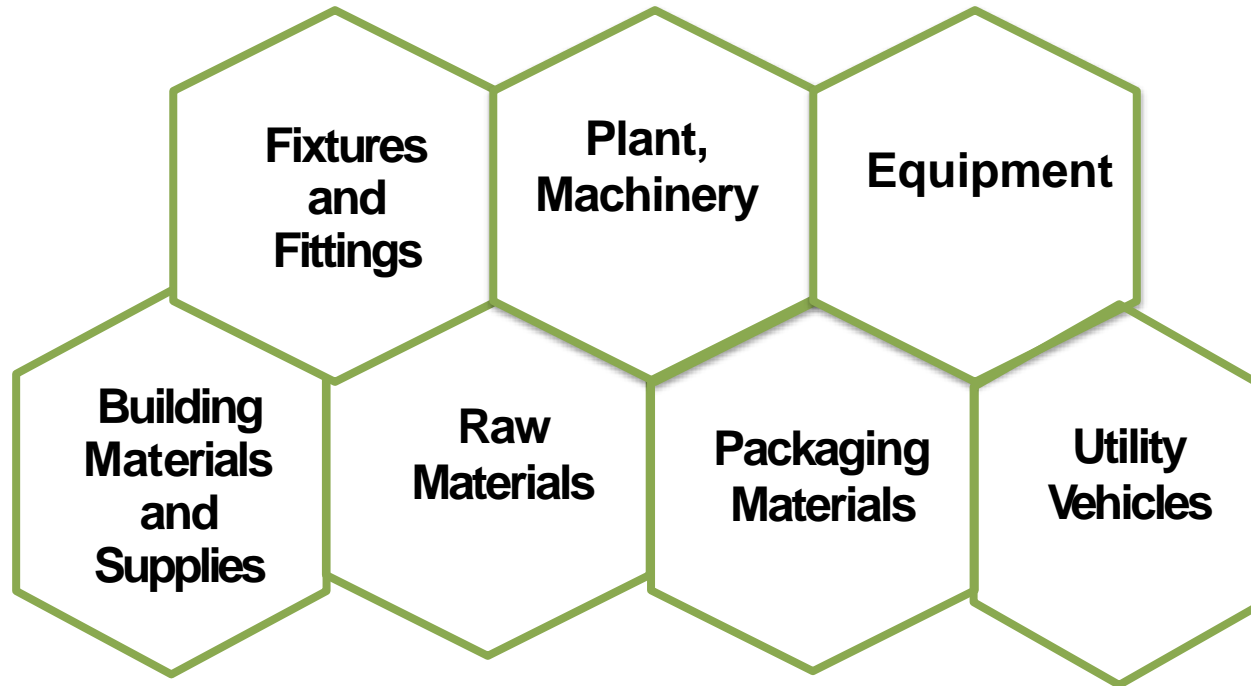 Fixtures
and
Fittings
Plant,
Machinery
Equipment
Building
Materials
and
Supplies
Raw
Materials
Packaging
Materials
Utility
Vehicles